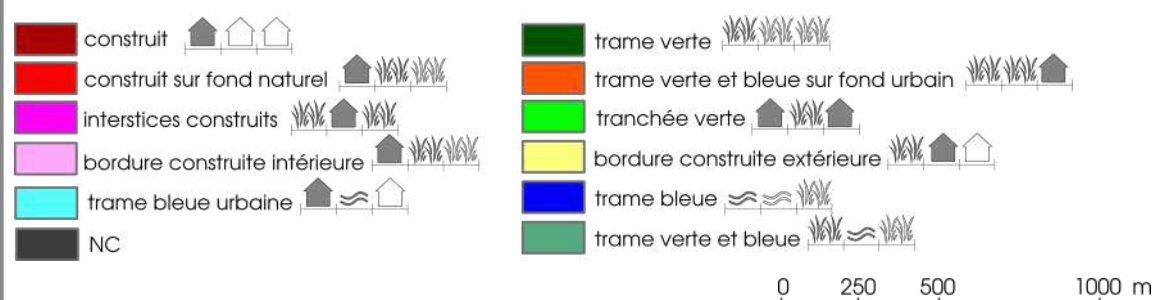 construit
construit sur fond naturel
interstices construits
bordure construite intérieure
trame bleue urbaine
NC
trame verte
trame verte et bleue sur fond urbain
tranchée verte
bordure construite extérieure
trame bleue
trame verte et bleue
0 250 500 1000 m